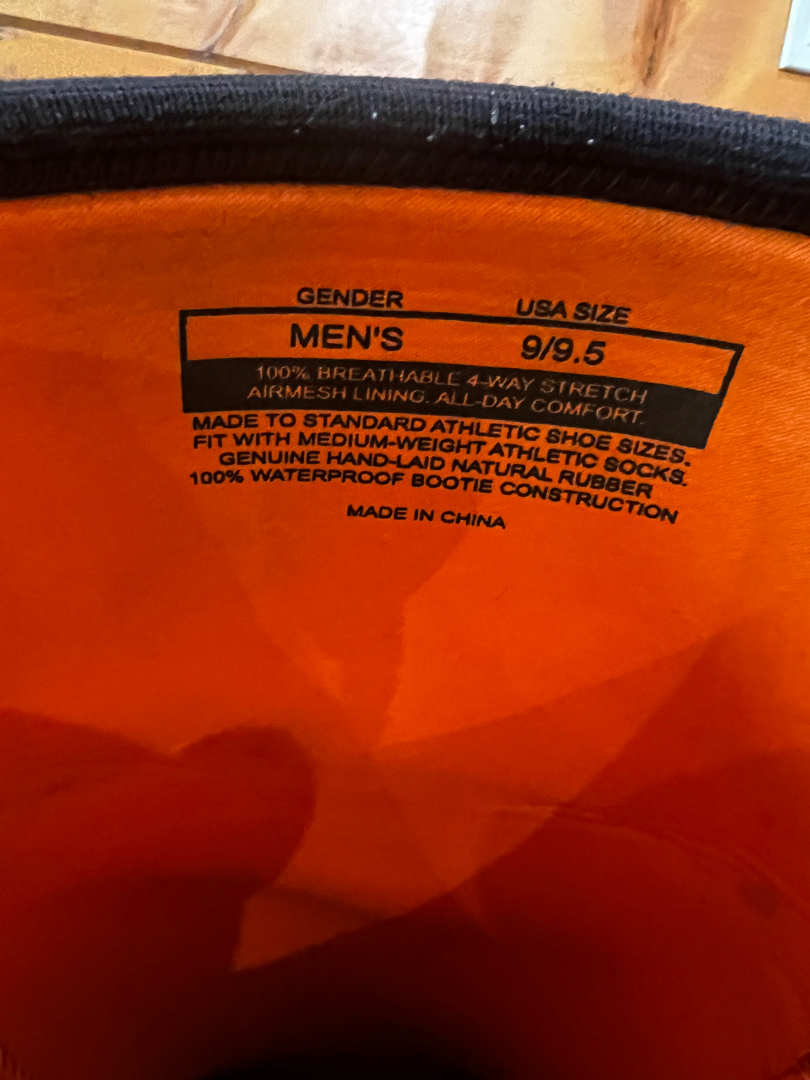 GENDER USA SIZE
MEN'S 9/9.5
100% BREATHABLE 4-WAY STRETCH
AIRMESH LINING. ALL-DAY COMFORT.
MADE TO STANDARD ATHLETIC SHOE SIZES.
FIT WITH MEDIUM-WEIGHT ATHLETIC SOCKS.
GENUINE HAND-LAID NATURAL RUBBER
100% WATERPROOF BOOTIE CONSTRUCTION
MADE IN CHINA